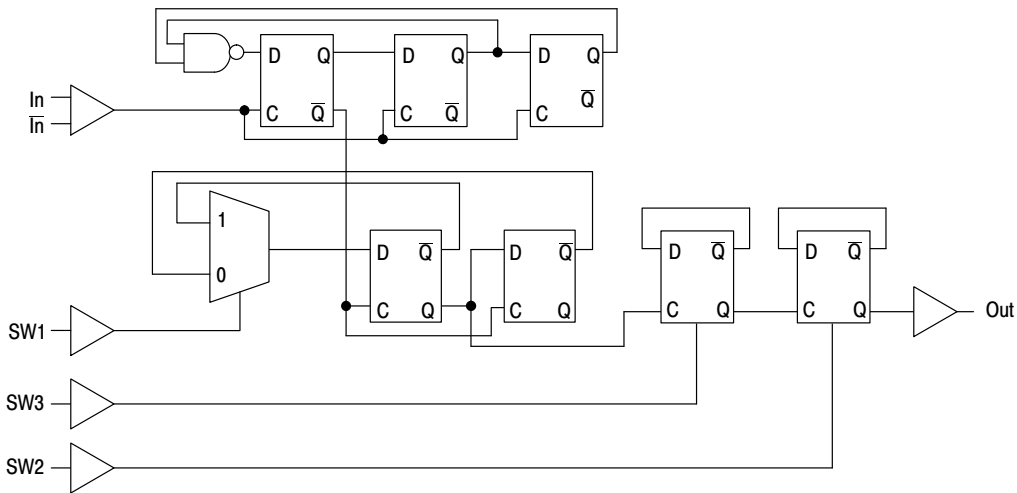 D Q D Q D Q
In
In
C Q C Q C Q
1
0
D Q D Q D Q D Q
C Q C Q C Q C Q
Out
SW1
SW3
SW2